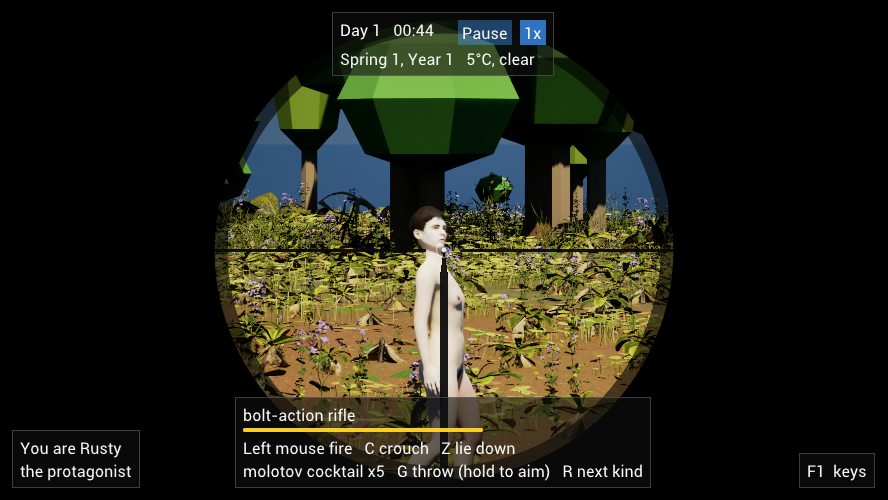 Day 1 00:44 Pause 1x
Spring 1, Year 1 5°C, clear
bolt-action rifle
Left mouse fire C crouch Z lie down
molotov cocktail x5 G throw (hold to aim) R next kind
You are Rusty
the protagonist
F1 keys